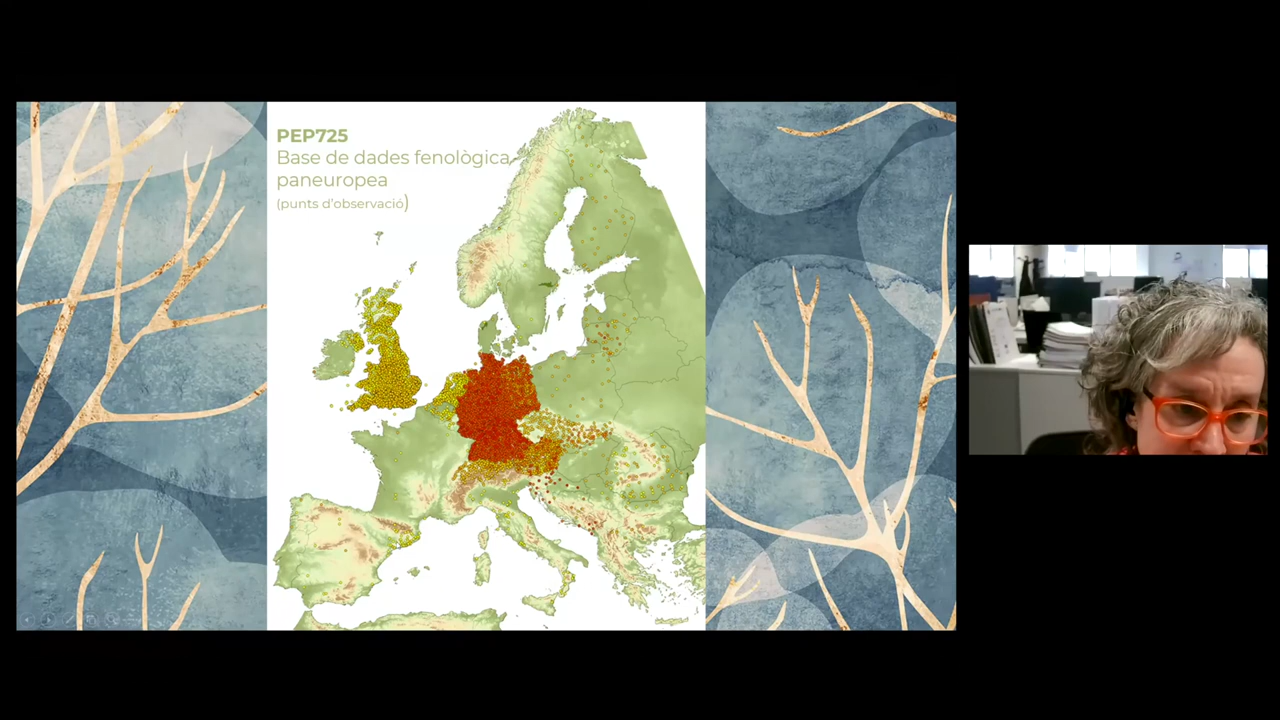 PEP725
Base de dades fenològica
paneuropea
(punts d'observació)